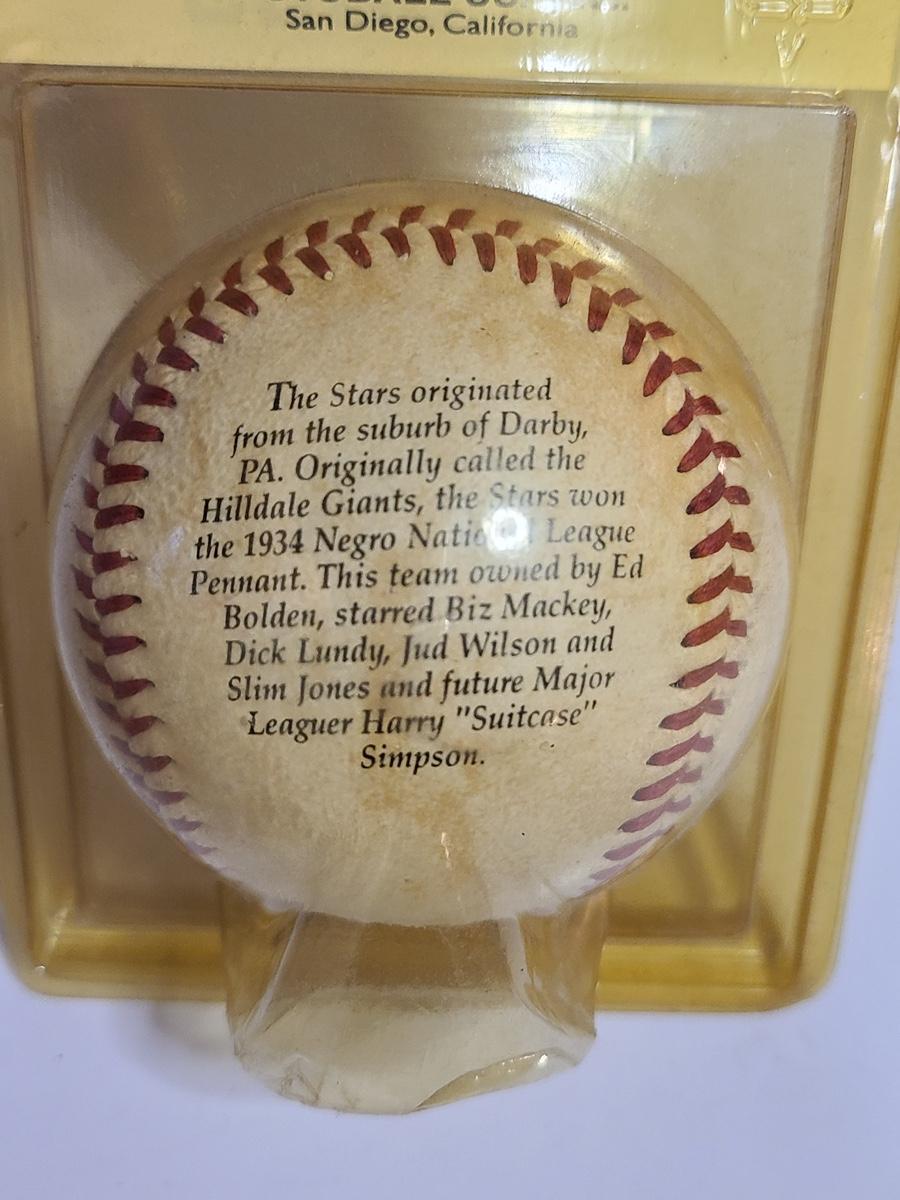 San Diego, California
The Stars originated
from the suburb of Darby,
PA. Originally called the
Hilldale Giants, the Stars won
the 1934 Negro National League
Pennant. This team owned by Ed
Bolden, starred Biz Mackey,
Dick Lundy, Jud Wilson and
Slim Jones and future Major
Leaguer Harry "Suitcase"
Simpson.